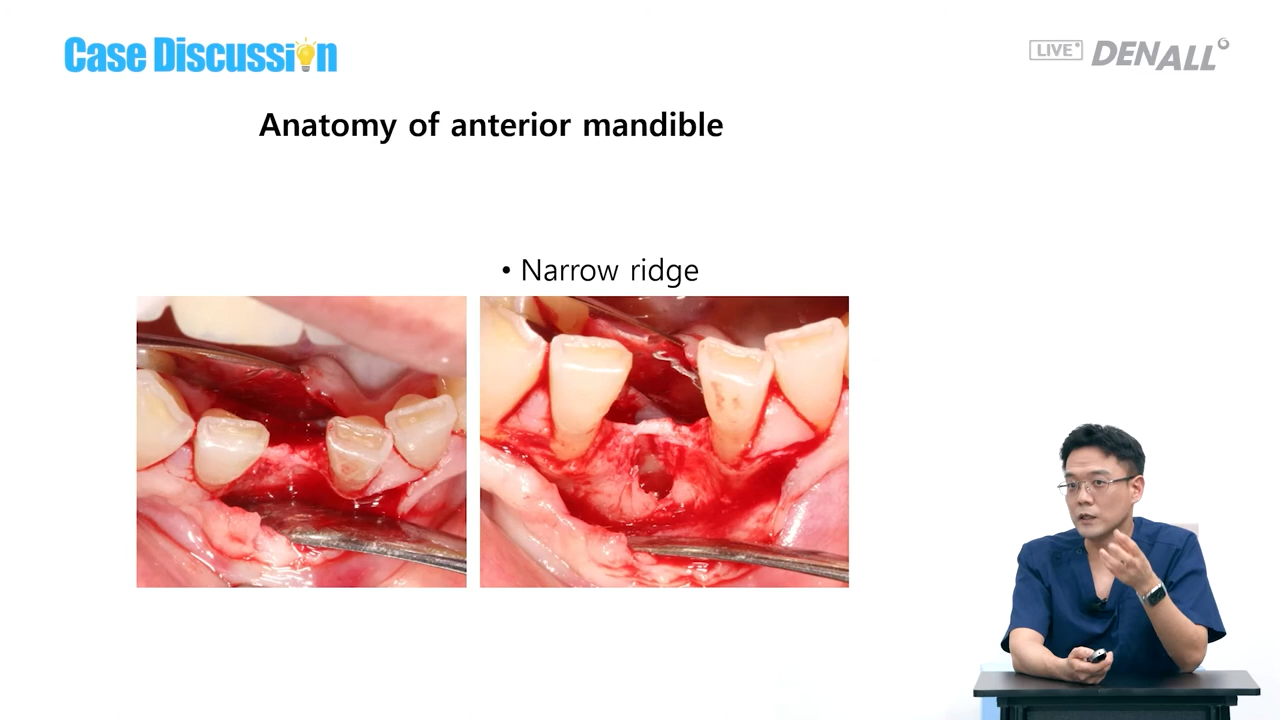 Case Discussion
LIVE DENALL
Anatomy of anterior mandible
• Narrow ridge